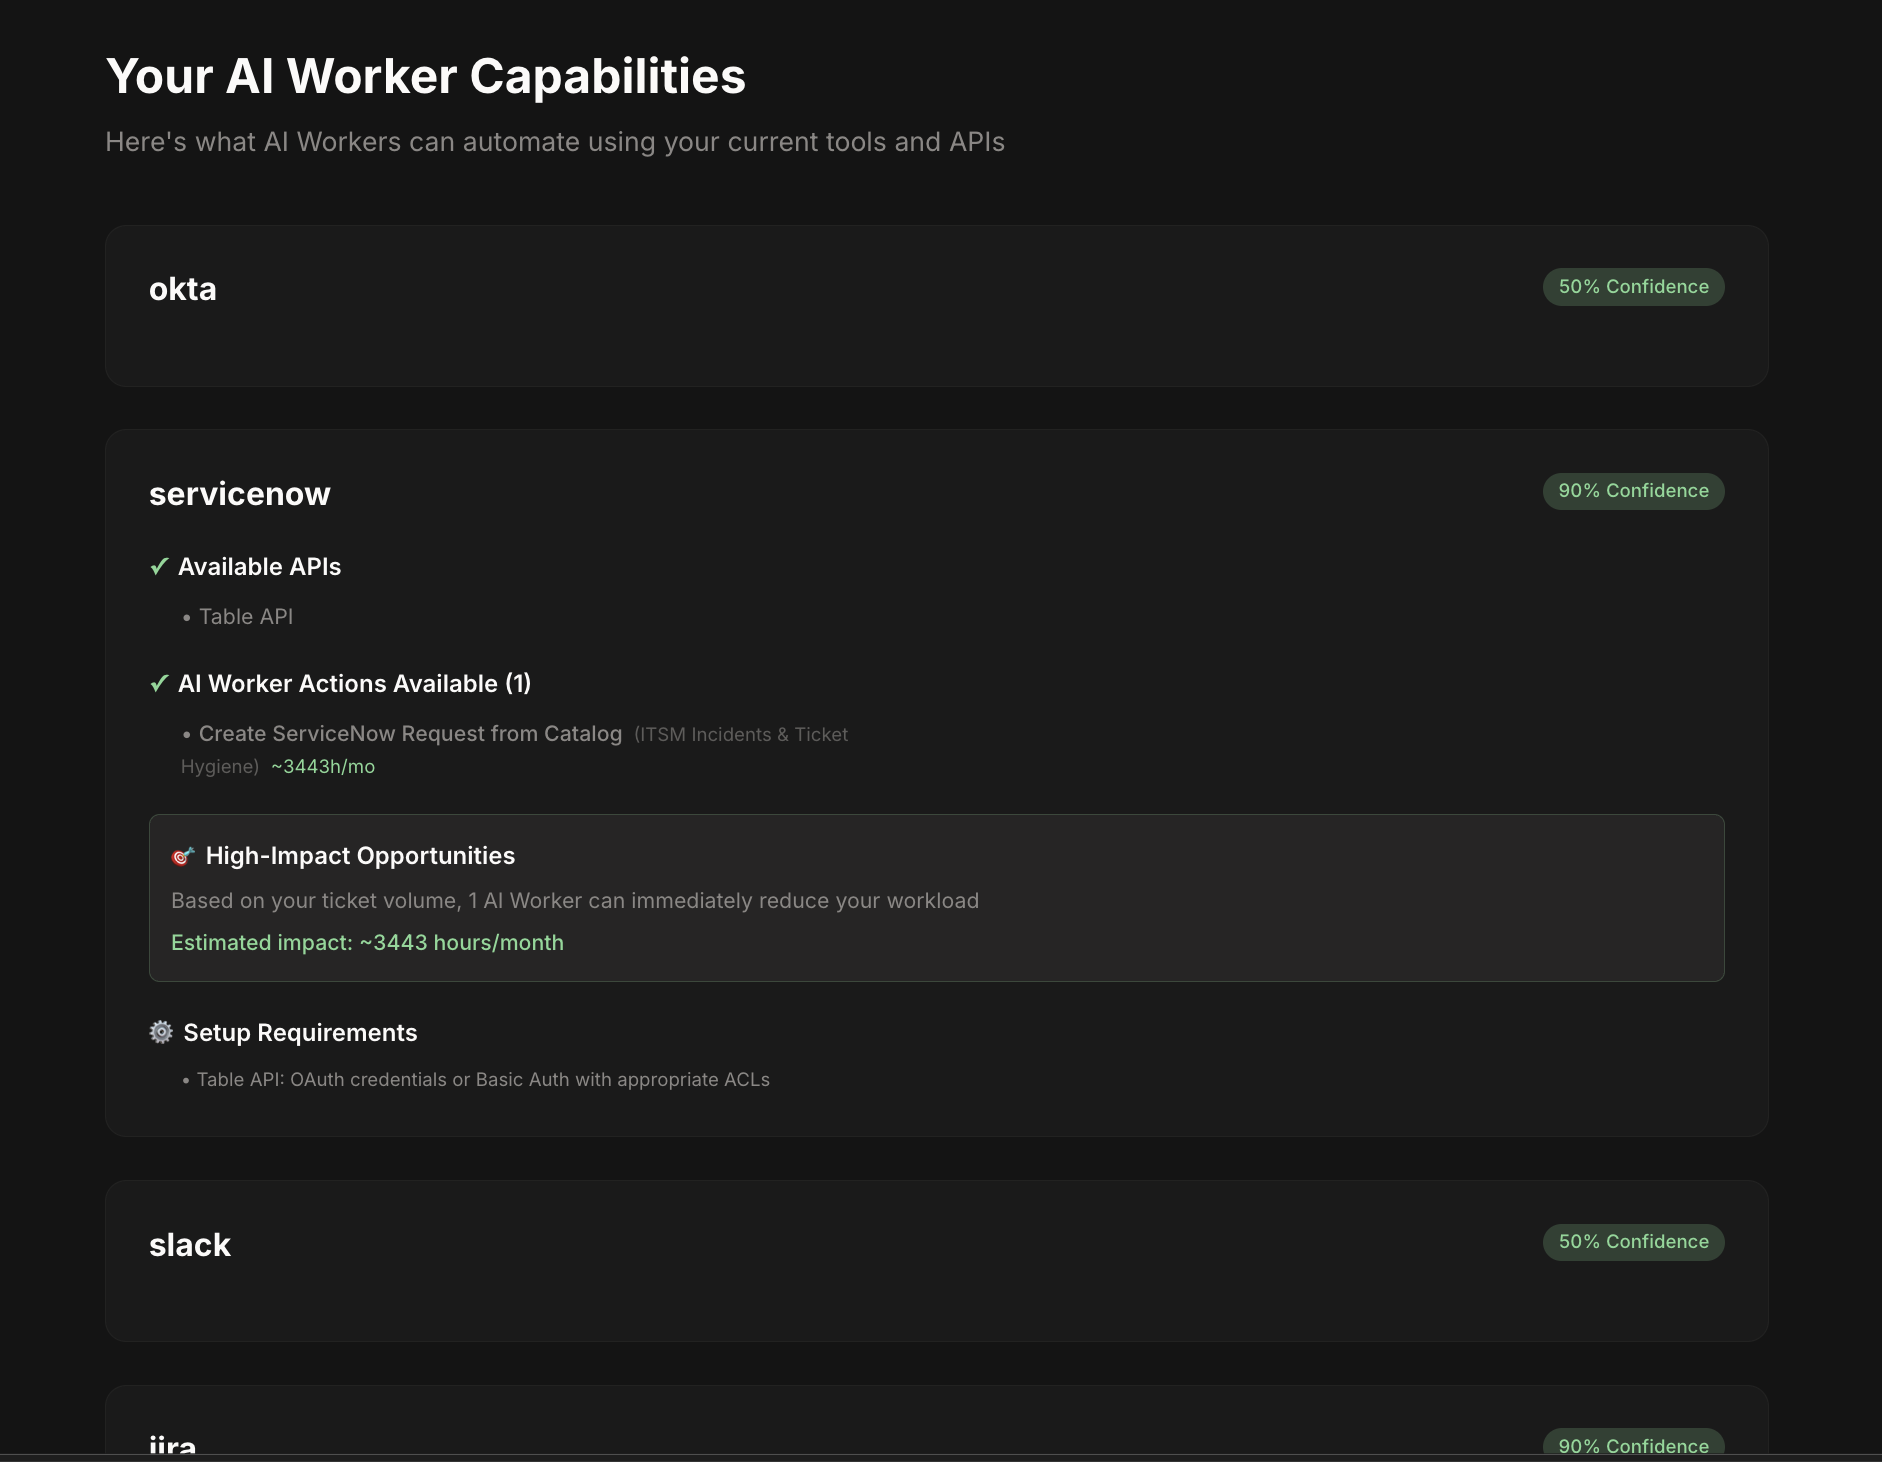 Your AI Worker Capabilities
Here's what AI Workers can automate using your current tools and APIs
okta
50% Confidence
servicenow
90% Confidence
✓ Available APIs
• Table API
✓ AI Worker Actions Available (1)
• Create ServiceNow Request from Catalog (ITSM Incidents & Ticket
Hygiene) ~3443h/mo
🎯 High-Impact Opportunities
Based on your ticket volume, 1 AI Worker can immediately reduce your workload
Estimated impact: ~3443 hours/month
⚙️ Setup Requirements
• Table API: OAuth credentials or Basic Auth with appropriate ACLs
slack
50% Confidence
jira
90% Confidence